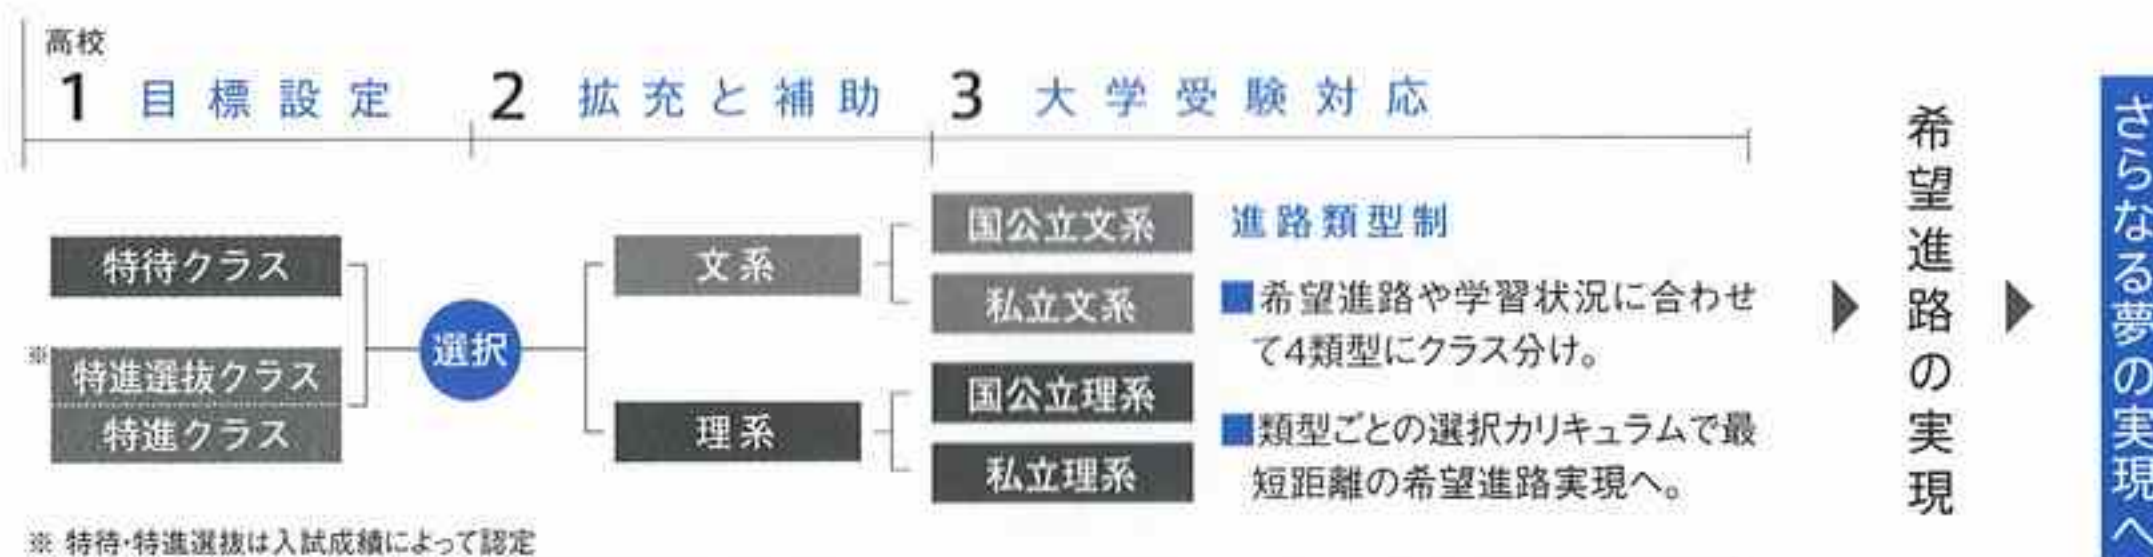 高校
1 目標設定 2 拡充と補助 3 大学受験対応
特待クラス
※
特進選抜クラス
特進クラス
選択
文系
理系
国公立文系
私立文系
国公立理系
私立理系
進路類型制
■希望進路や学習状況に合わせ
て4類型にクラス分け。
■類型ごとの選択カリキュラムで最
短距離の希望進路実現へ。
▶
希望進路の実現
▶
さらなる夢の実現へ
※ 特待・特進選抜は入試成績によって認定